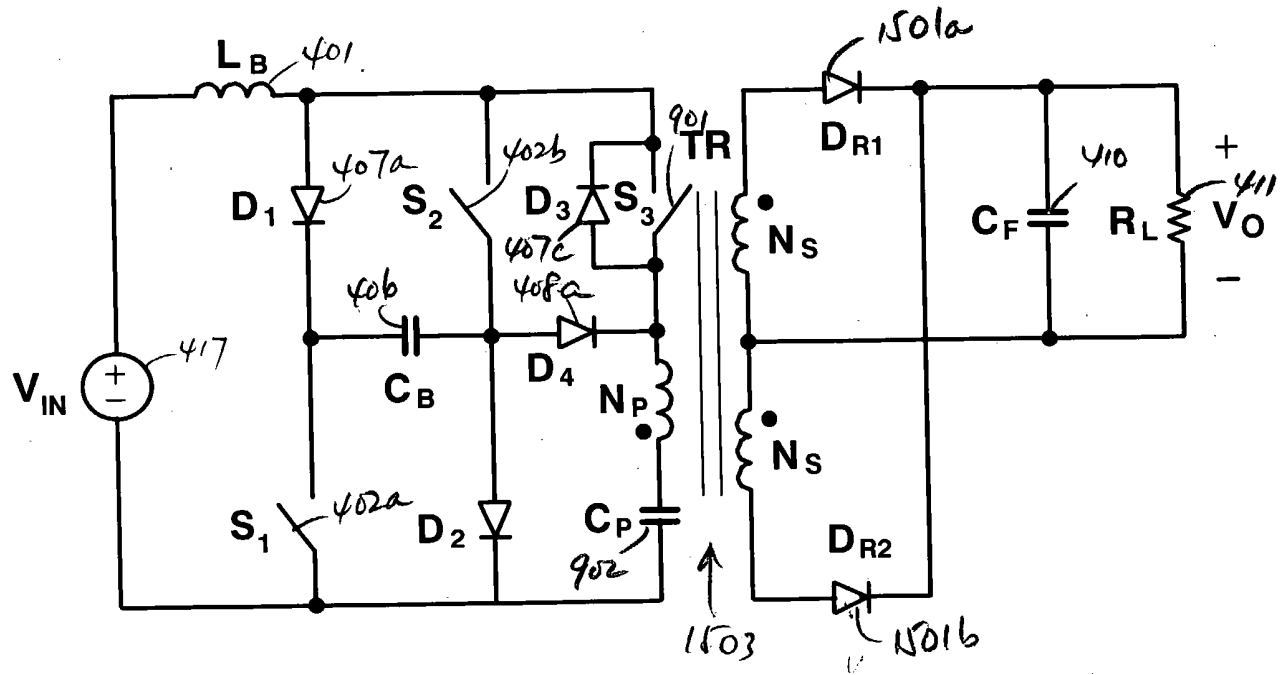 L B 401
1501a
901
TR
D R1
407a
402b
D 1
S 2
D 3
S 3
407c
N S
C F
410
R L
+
411
V O
−
406
408a
417
C B
D 4
V IN
+
−
N P
N S
S 1
402a
D 2
C P
902
D R2
1503
1501b